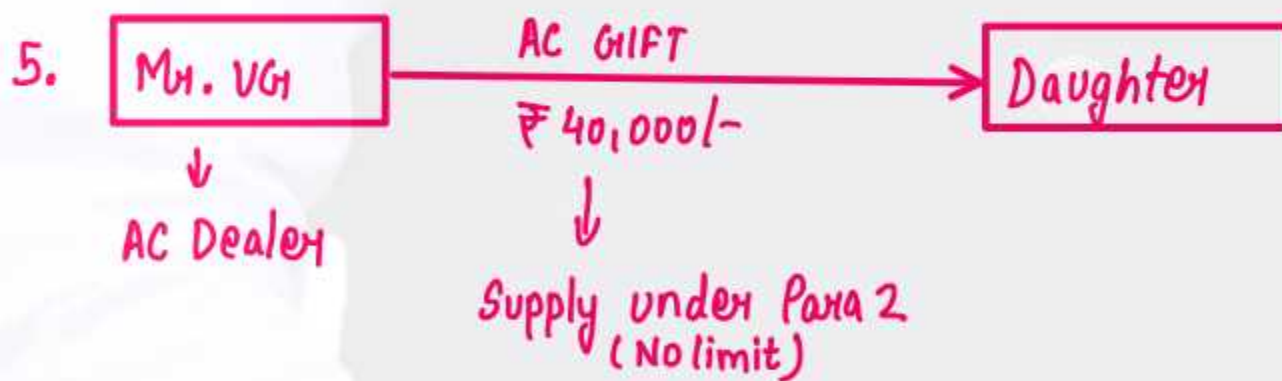 5. Mr. VG AC GIFT Daughter
₹40,000/-
AC Dealer
Supply under Para 2
(No limit)